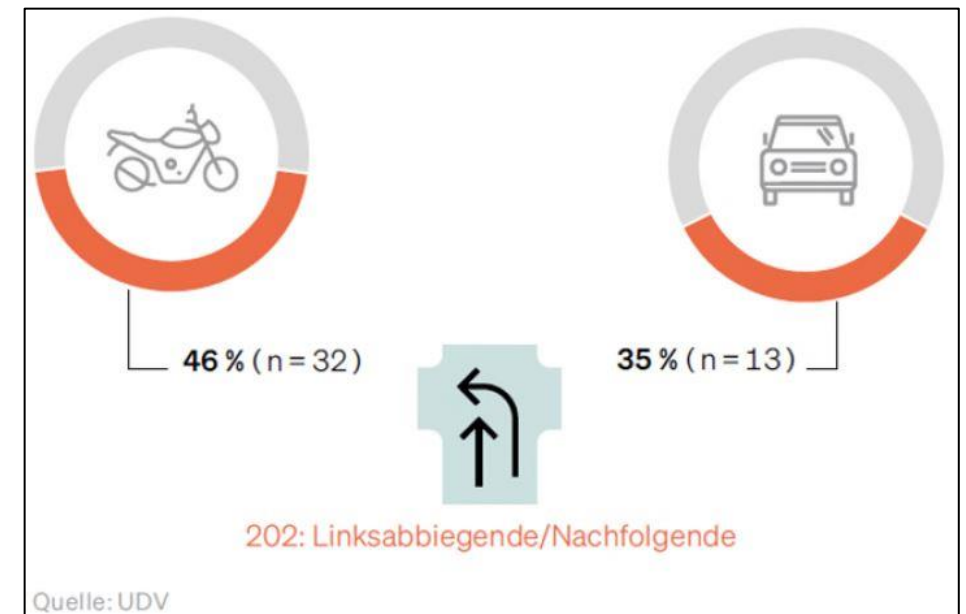 46 % (n = 32)
35 % (n = 13)
202: Linksabbiegende/Nachfolgende
Quelle: UDV